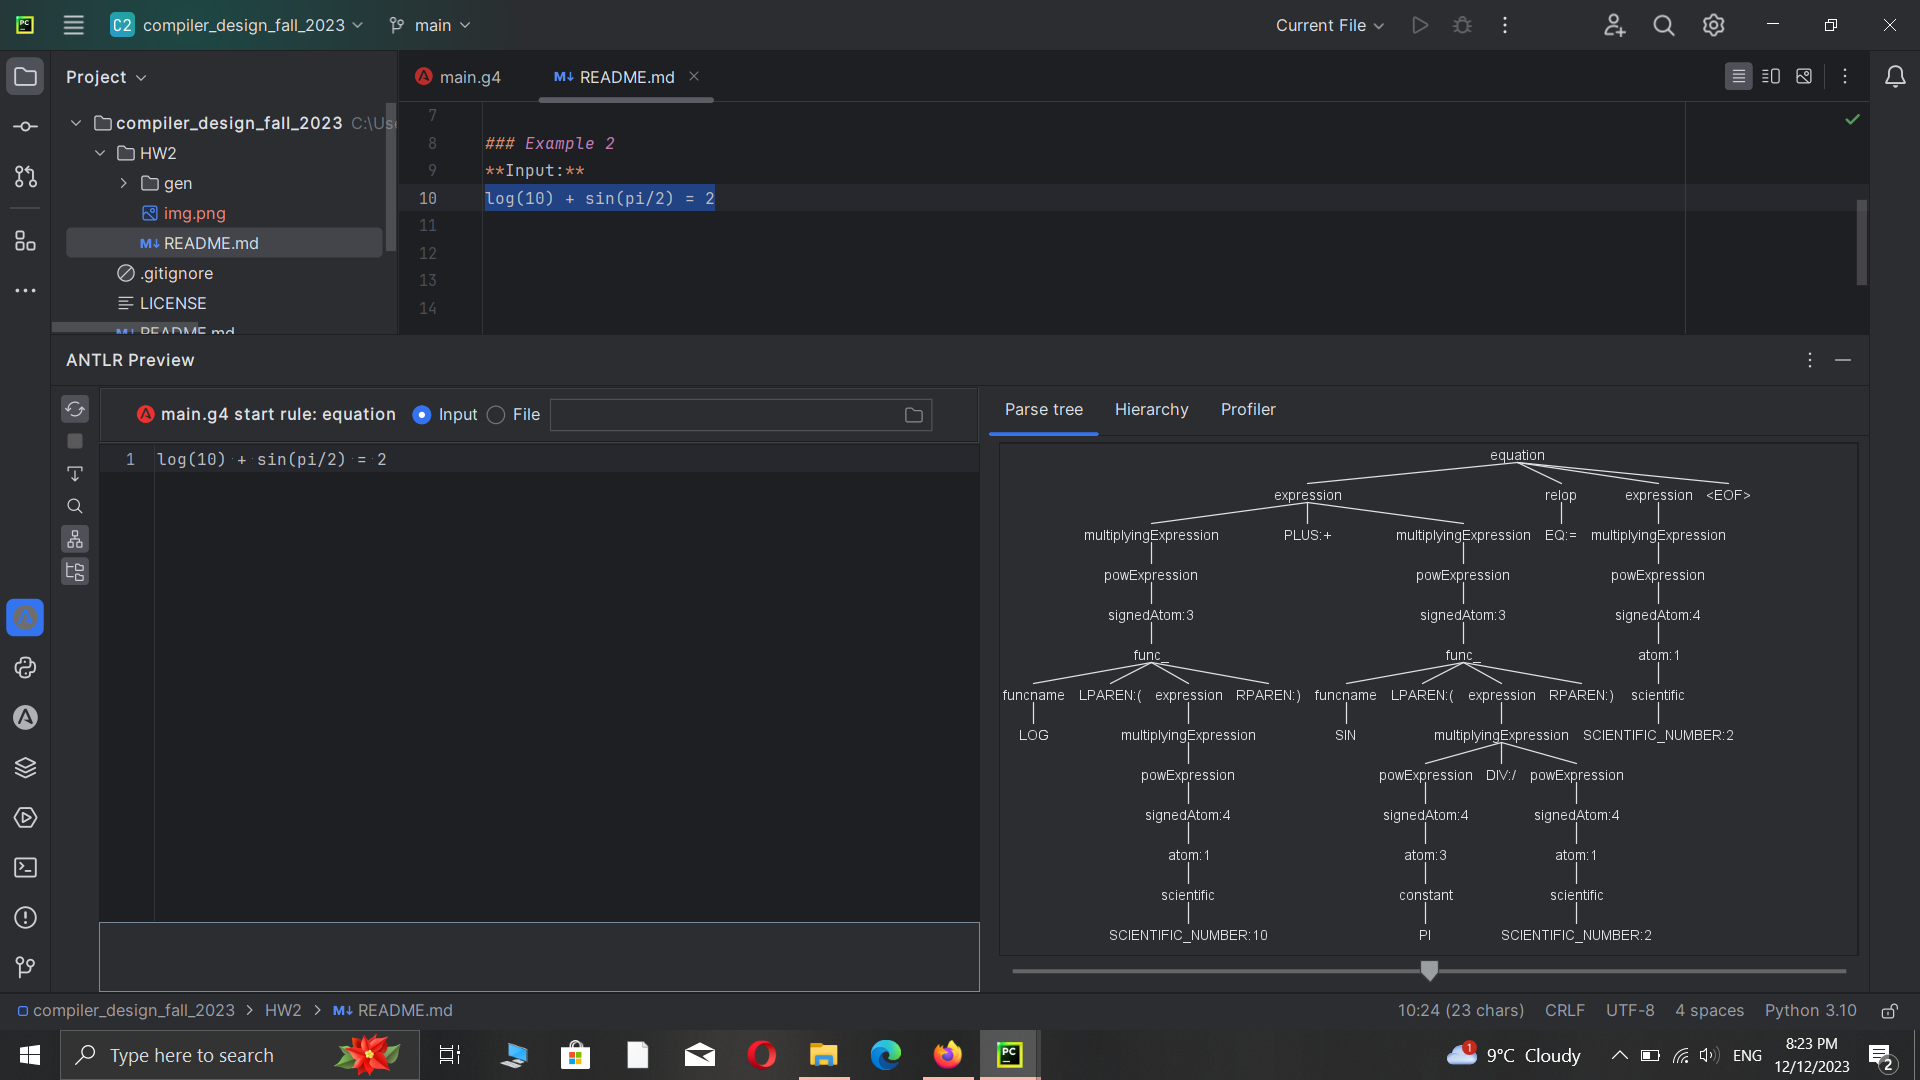 PC
C2 compiler_design_fall_2023
main
Current File
Project
main.g4
M↓ README.md
compiler_design_fall_2023 C:\Us
HW2
gen
img.png
M↓ README.md
.gitignore
LICENSE
M↓ README.md
7
8 ### Example 2
9 **Input:**
10 log(10) + sin(pi/2) = 2
11
12
13
14
ANTLR Preview
main.g4 start rule: equation Input File
1 log(10) + sin(pi/2) = 2
Parse tree Hierarchy Profiler
equation
expression relop expression <EOF>
multiplyingExpression PLUS:+ multiplyingExpression EQ:= multiplyingExpression
powExpression powExpression powExpression
signedAtom:3 signedAtom:3 signedAtom:4
func_ func_ atom:1
funcname LPAREN:( expression RPAREN:) funcname LPAREN:( expression RPAREN:) scientific
LOG multiplyingExpression SIN multiplyingExpression SCIENTIFIC_NUMBER:2
powExpression powExpression DIV:/ powExpression
signedAtom:4 signedAtom:4 signedAtom:4
atom:1 atom:3 atom:1
scientific constant scientific
SCIENTIFIC_NUMBER:10 PI SCIENTIFIC_NUMBER:2
compiler_design_fall_2023 > HW2 > M↓ README.md
10:24 (23 chars) CRLF UTF-8 4 spaces Python 3.10
Type here to search
PC
1
9°C Cloudy
ENG
8:23 PM
12/12/2023
2